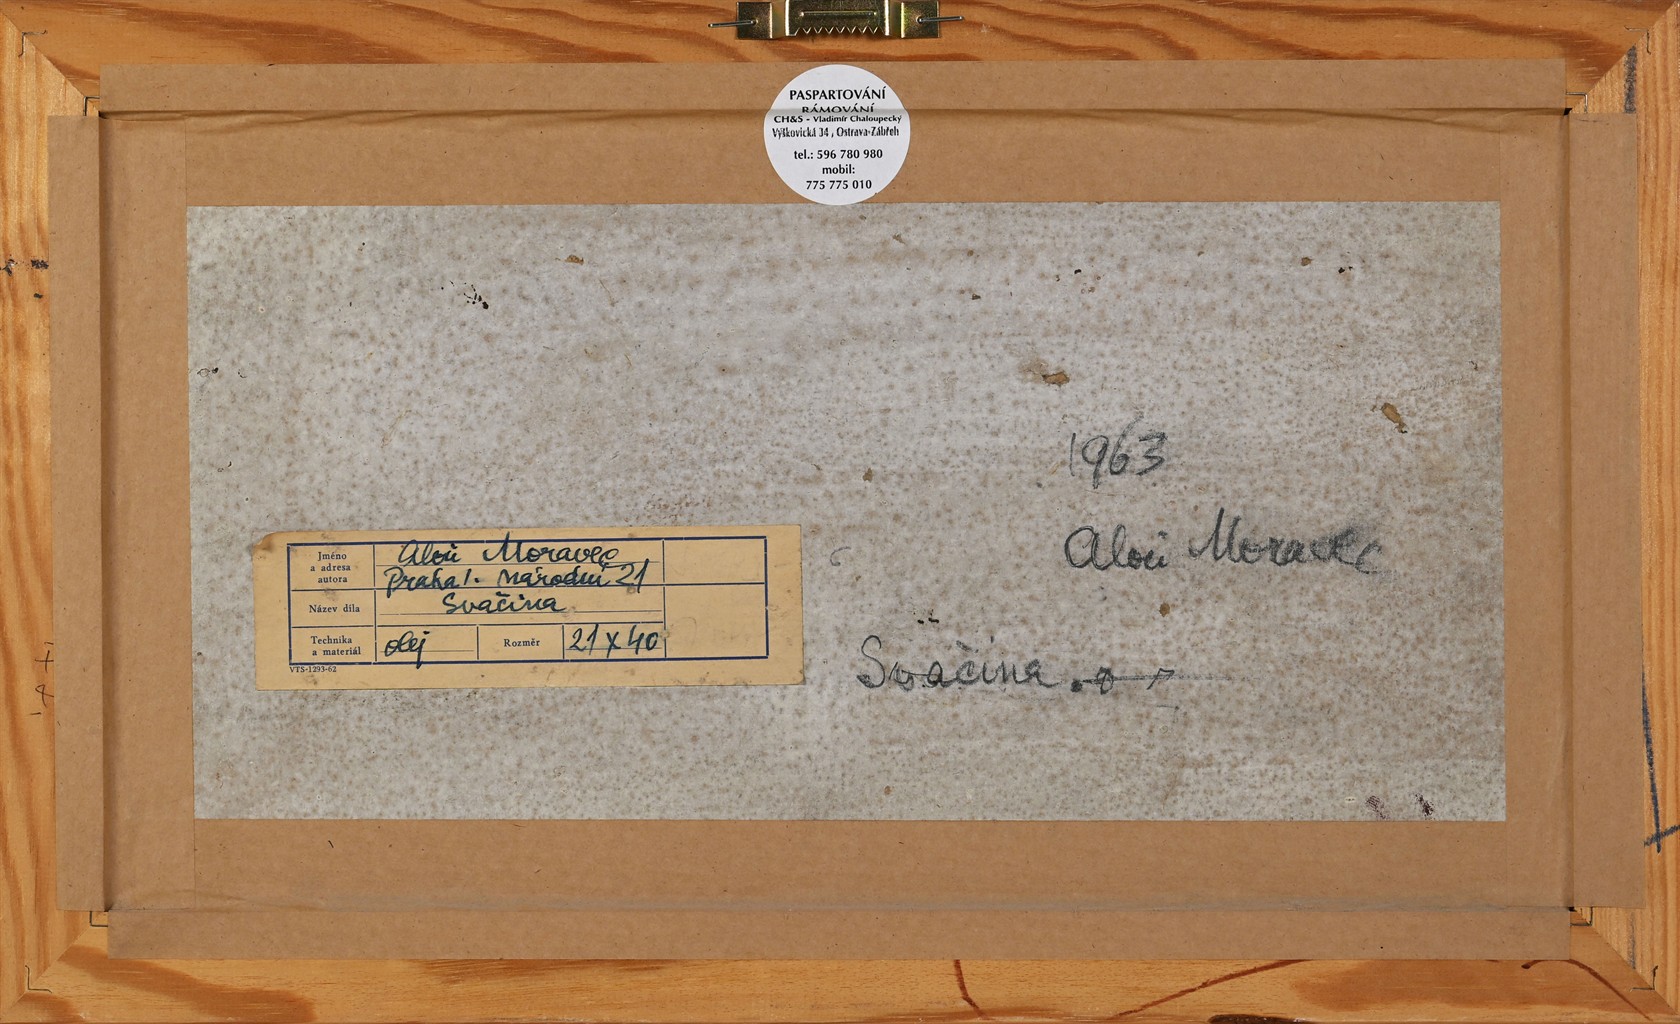 PASPARTOVÁNÍ
RÁMOVÁNÍ
CH&S - Vladimír Chaloupecký
Výškovická 34 , Ostrava-Zábřeh
tel.: 596 780 980
mobil:
775 775 010
1963
Alois Moravec
Svačina.
Jméno
a adresa
autora
Alois Moravec
Praha 1. Národní 21
Název díla
Svačina
Technika
a materiál
olej
Rozměr
21 x 40
VTS-1293-62